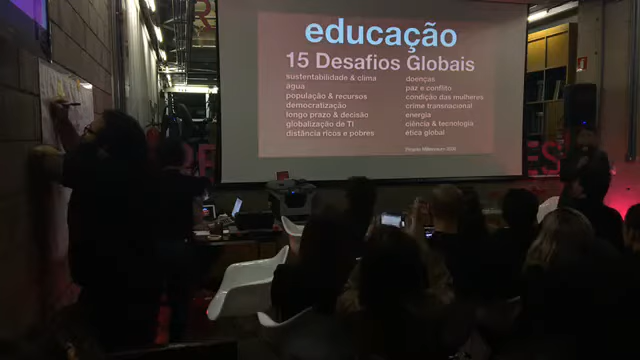 educação
15 Desafios Globais
sustentabilidade & clima
água
população & recursos
democratização
longo prazo & decisão
globalização de TI
distância ricos e pobres
doenças
paz e conflito
condição das mulheres
crime transnacional
energia
ciência & tecnologia
ética global